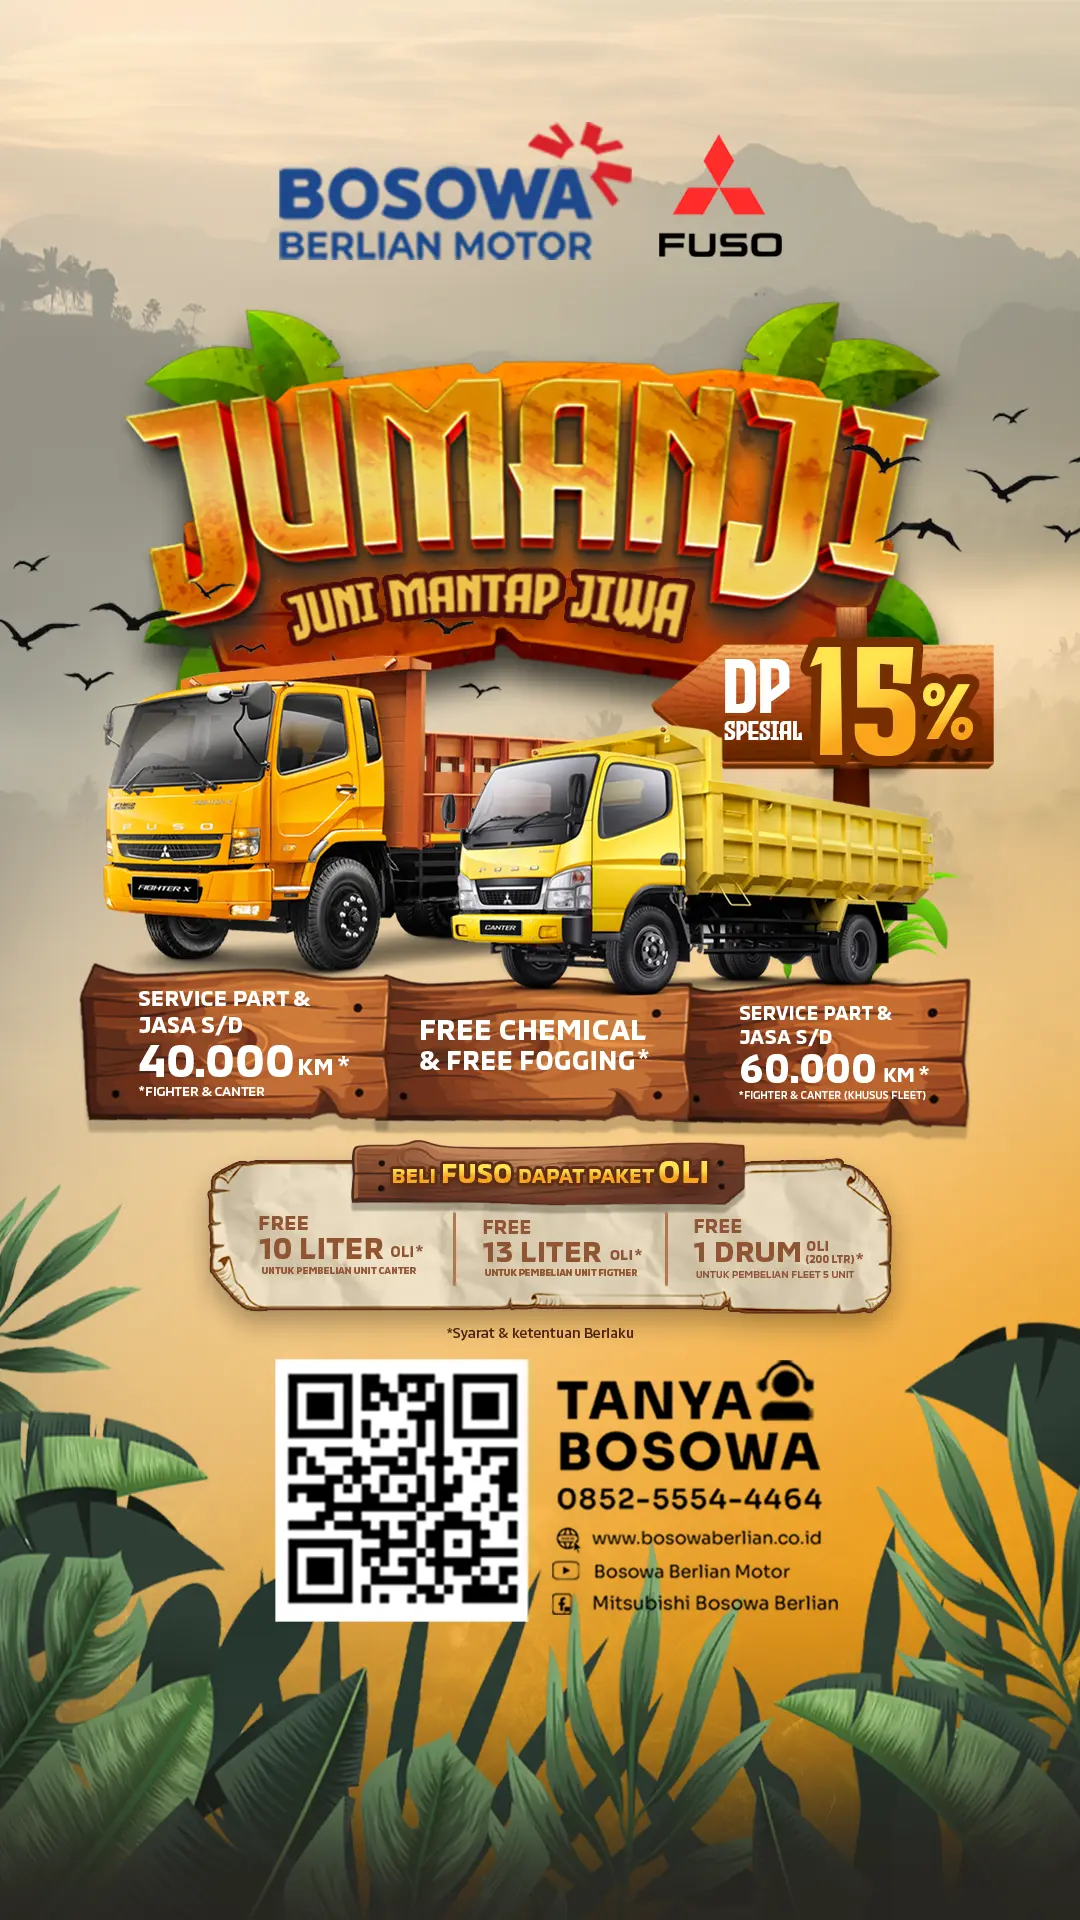 BOSOWA
BERLIAN MOTOR
FUSO
JUMANJI
JUNI MANTAP JIWA
DP
SPESIAL
15%
FUSO
FIGHTER X
FUSO
CANTER
SERVICE PART &
JASA S/D
40.000 KM*
*FIGHTER & CANTER
FREE CHEMICAL
& FREE FOGGING*
SERVICE PART &
JASA S/D
60.000 KM*
*FIGHTER & CANTER (KHUSUS FLEET)
BELI FUSO DAPAT PAKET OLI
FREE
10 LITER OLI*
UNTUK PEMBELIAN UNIT CANTER
FREE
13 LITER OLI*
UNTUK PEMBELIAN UNIT FIGTHER
FREE
1 DRUM OLI (200 LTR)*
UNTUK PEMBELIAN FLEET 5 UNIT
*Syarat & ketentuan Berlaku
TANYA
BOSOWA
0852-5554-4464
www.bosowaberlian.co.id
Bosowa Berlian Motor
Mitsubishi Bosowa Berlian